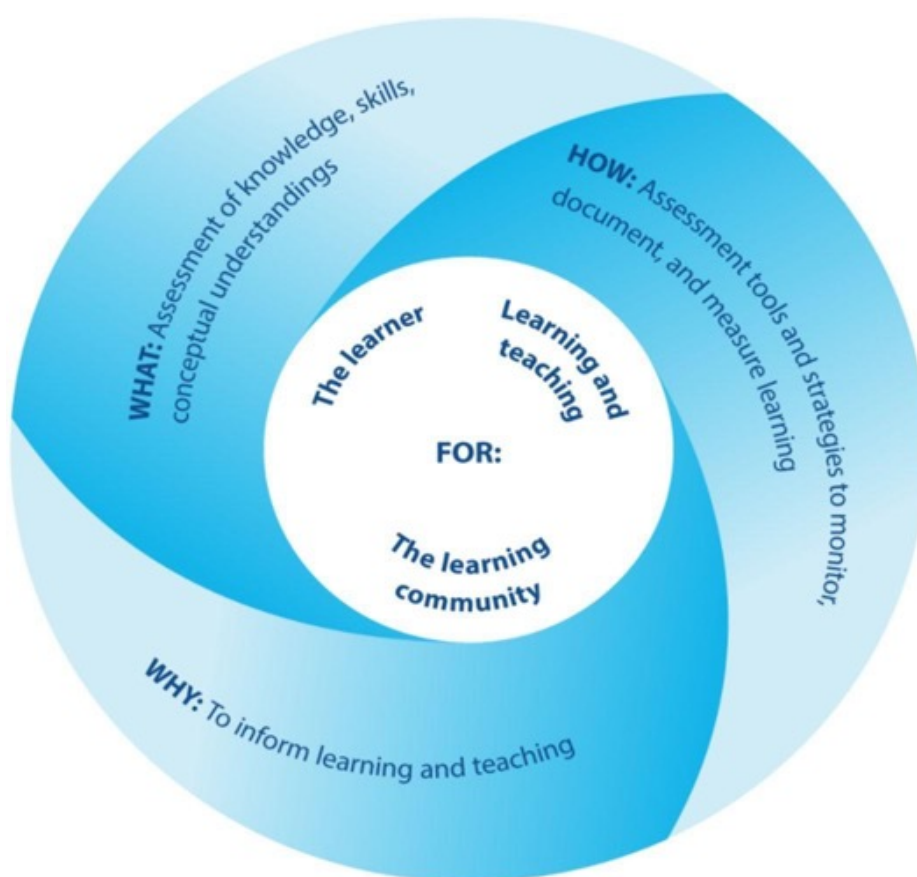 WHAT: Assessment of knowledge, skills,
conceptual understandings
HOW: Assessment tools and strategies to monitor,
document, and measure learning
The learner
Learning and
teaching
FOR:
The learning
community
WHY: To inform learning and teaching